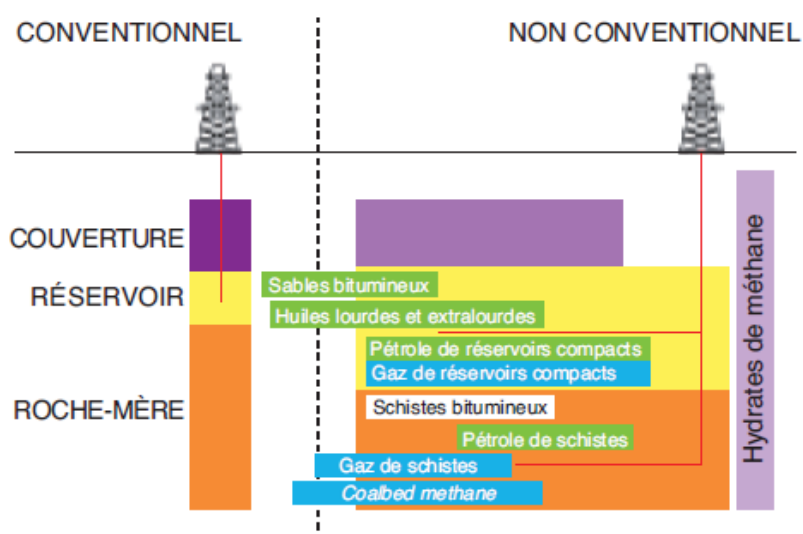 CONVENTIONNEL
NON CONVENTIONNEL
COUVERTURE
RÉSERVOIR
Sables bitumineux
Huiles lourdes et extralourdes
Pétrole de réservoirs compacts
Gaz de réservoirs compacts
ROCHE-MÈRE
Schistes bitumineux
Pétrole de schistes
Gaz de schistes
Coalbed methane
Hydrates de méthane